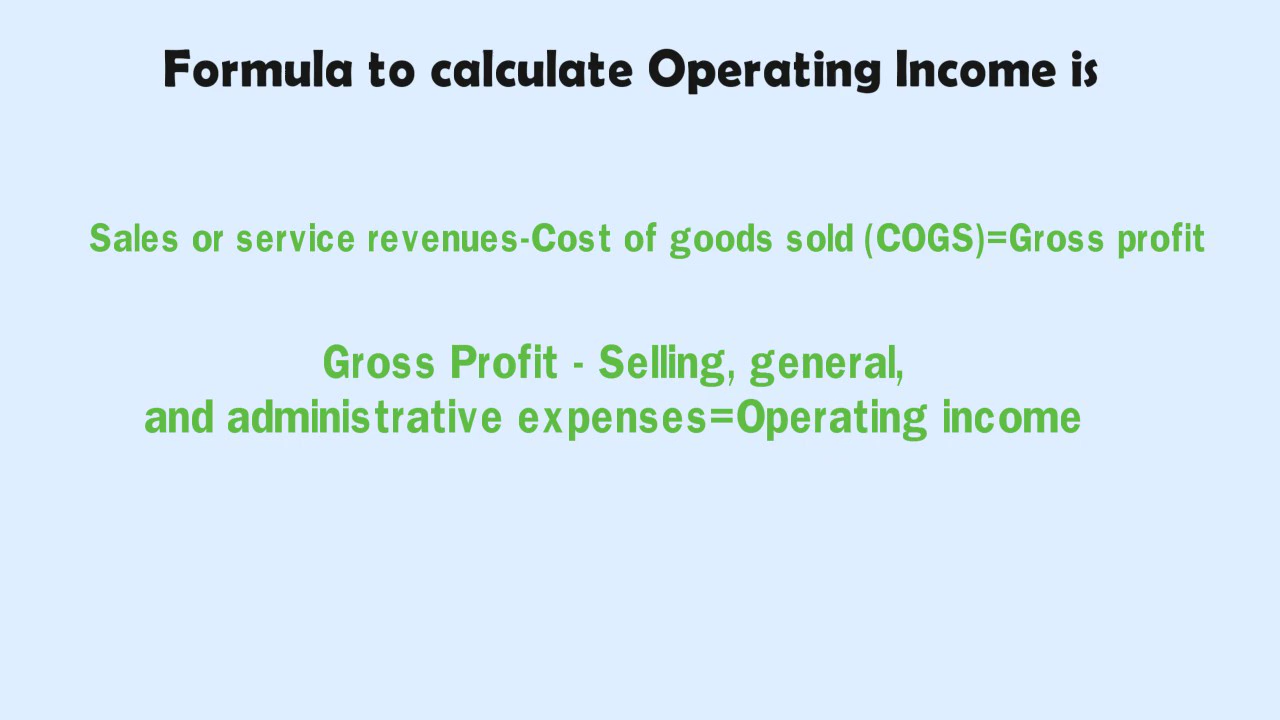 Formula to calculate Operating Income is
Sales or service revenues-Cost of goods sold (COGS)=Gross profit
Gross Profit - Selling, general,
and administrative expenses=Operating income